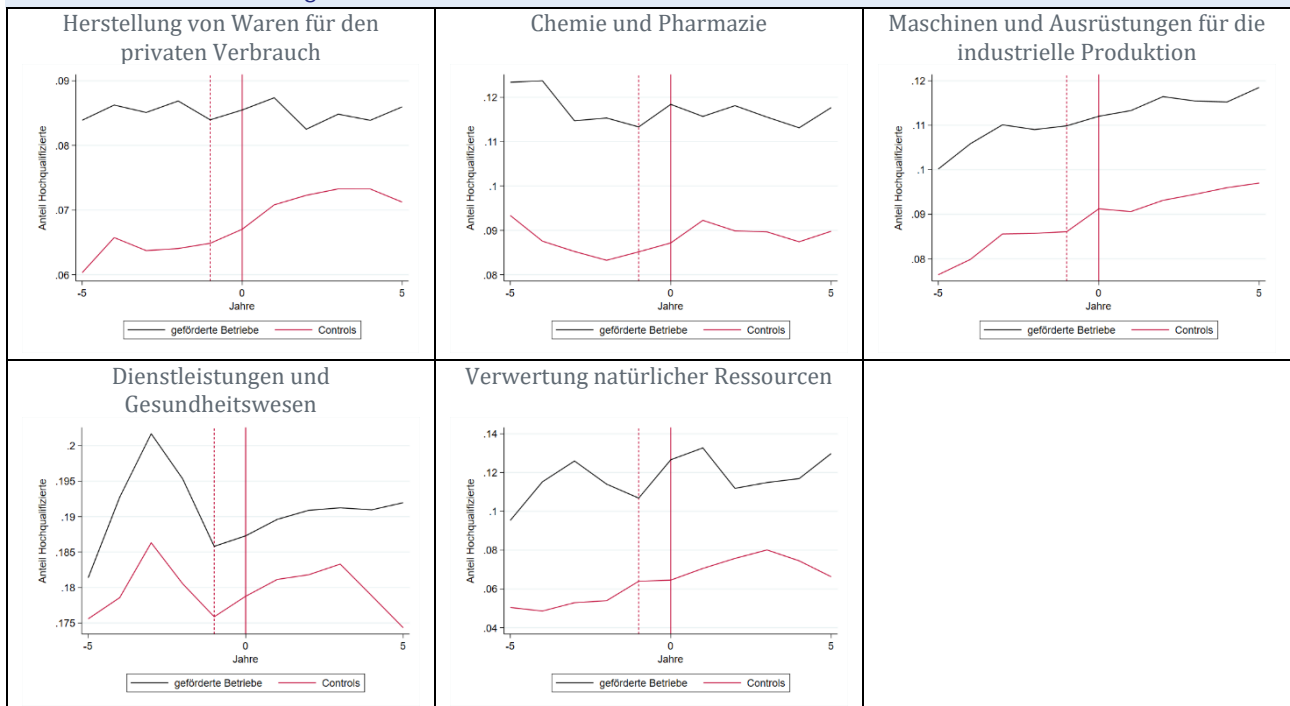 Herstellung von Waren für den
privaten Verbrauch
.09
.08
.07
.06
Anteil Hochqualifizierte
-5
0
5
Jahre
geförderte Betriebe
Controls
Chemie und Pharmazie
.12
.11
.1
.09
.08
Anteil Hochqualifizierte
-5
0
5
Jahre
geförderte Betriebe
Controls
Maschinen und Ausrüstungen für die
industrielle Produktion
.12
.11
.1
.09
.08
Anteil Hochqualifizierte
-5
0
5
Jahre
geförderte Betriebe
Controls
Dienstleistungen und
Gesundheitswesen
.2
.195
.19
.185
.18
.175
Anteil Hochqualifizierte
-5
0
5
Jahre
geförderte Betriebe
Controls
Verwertung natürlicher Ressourcen
.14
.12
.1
.08
.06
.04
Anteil Hochqualifizierte
-5
0
5
Jahre
geförderte Betriebe
Controls